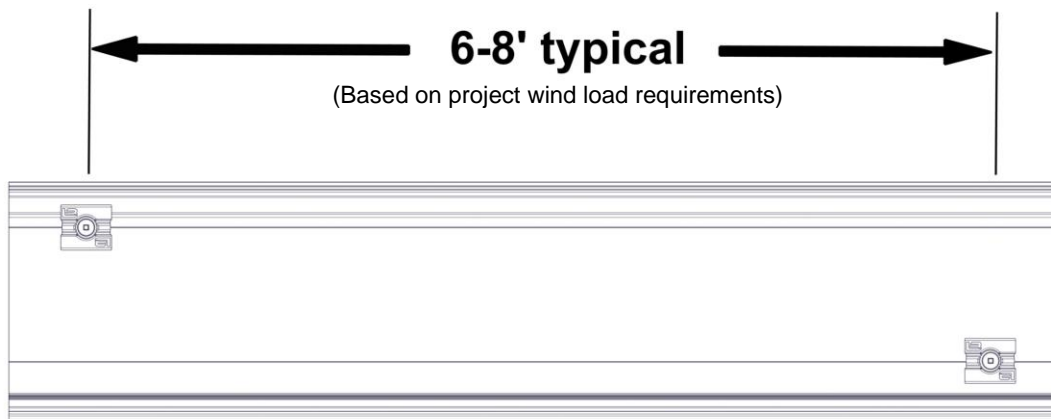 6-8' typical
(Based on project wind load requirements)